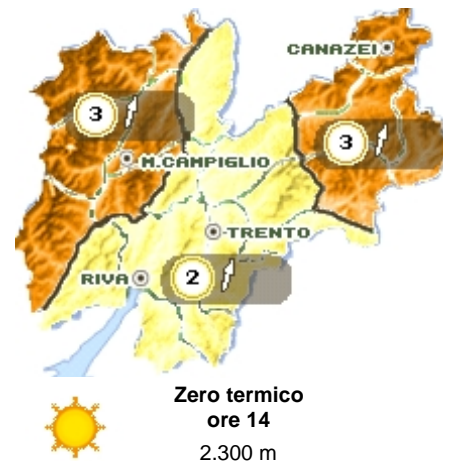 CANAZEI
3
3
M.CAMPIGLIO
TRENTO
RIVA
2
Zero termico
ore 14
2.300 m